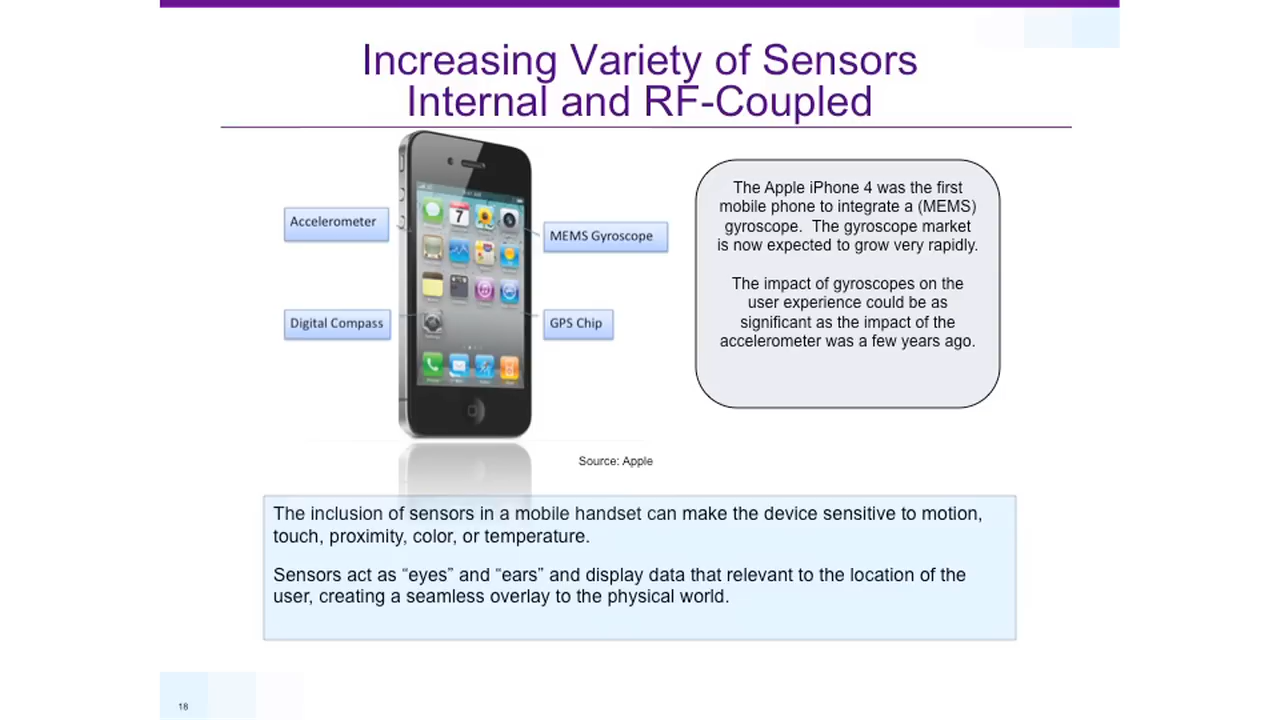 Increasing Variety of Sensors
Internal and RF-Coupled
Accelerometer
MEMS Gyroscope
Digital Compass
GPS Chip
7
The Apple iPhone 4 was the first
mobile phone to integrate a (MEMS)
gyroscope.  The gyroscope market
is now expected to grow very rapidly.
The impact of gyroscopes on the
user experience could be as
significant as the impact of the
accelerometer was a few years ago.
Source: Apple
The inclusion of sensors in a mobile handset can make the device sensitive to motion,
touch, proximity, color, or temperature.
Sensors act as “eyes” and “ears” and display data that relevant to the location of the
user, creating a seamless overlay to the physical world.
18